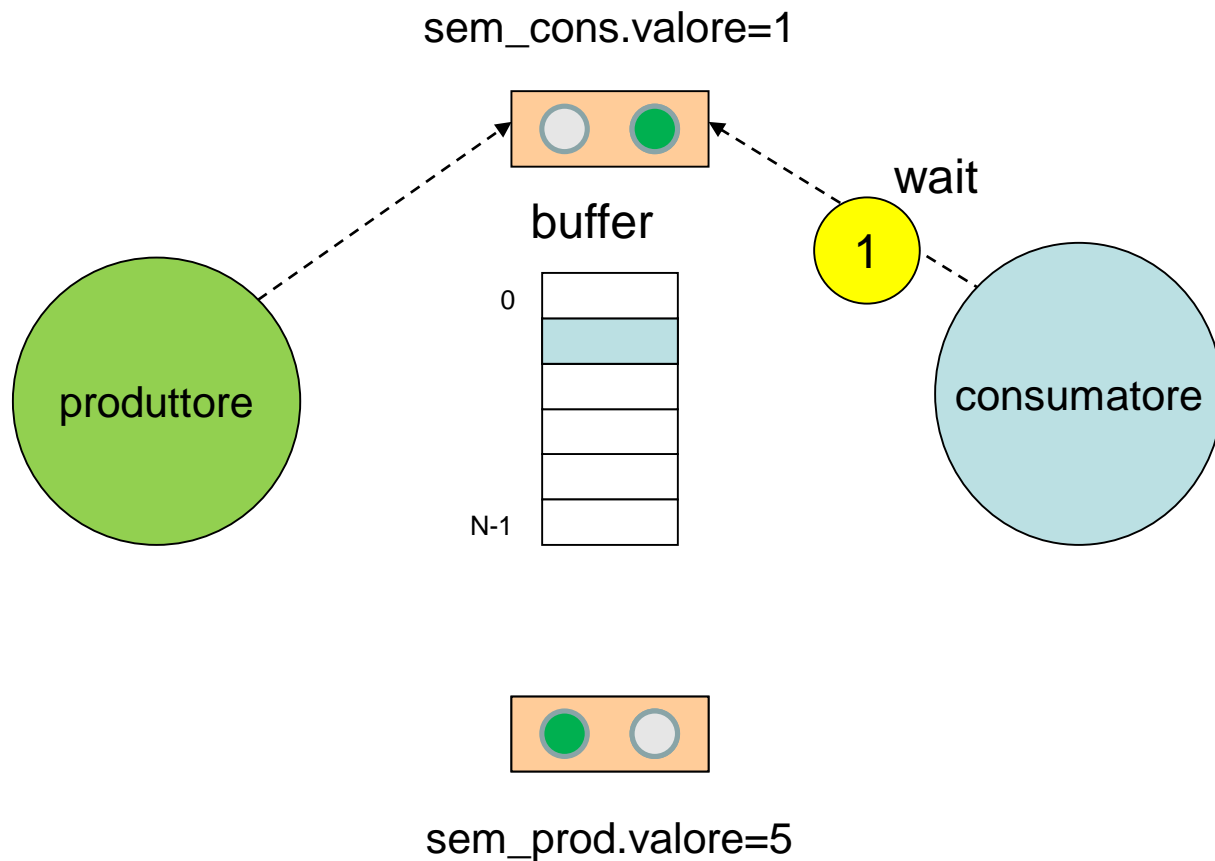 sem_cons.valore=1
wait
1
buffer
0
produttore
consumatore
N-1
sem_prod.valore=5